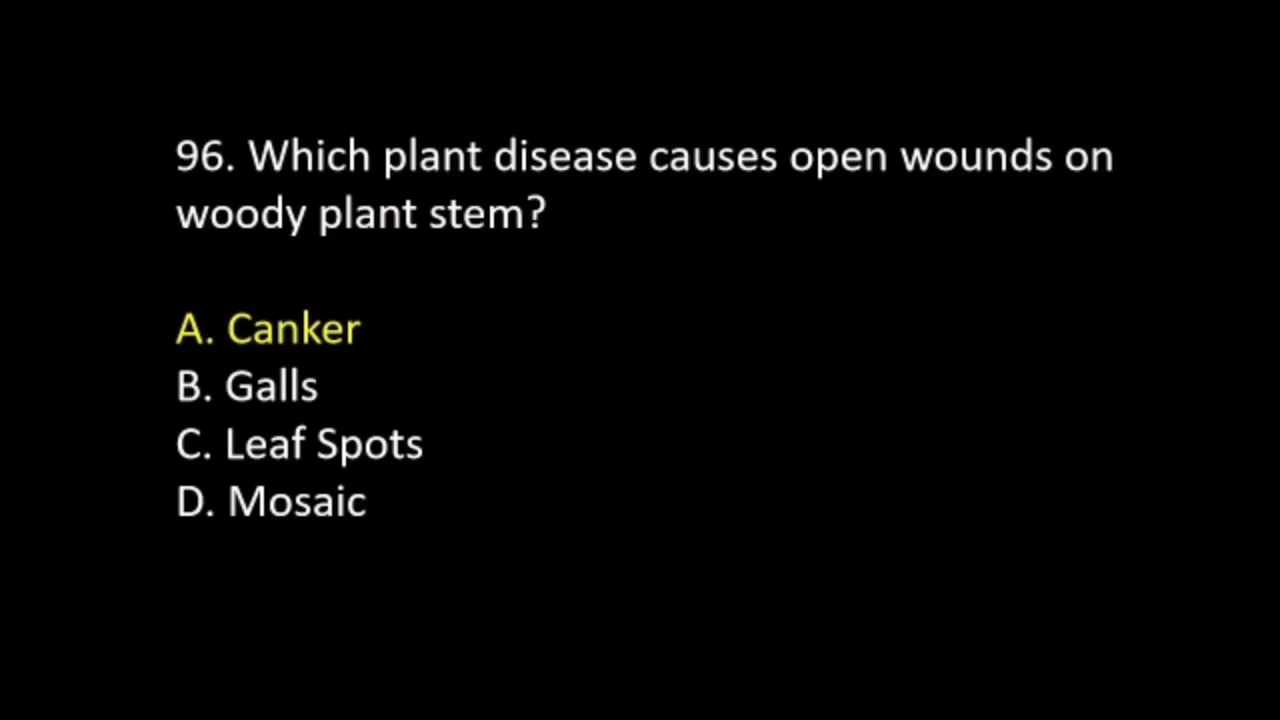 96. Which plant disease causes open wounds on
woody plant stem?
A. Canker
B. Galls
C. Leaf Spots
D. Mosaic